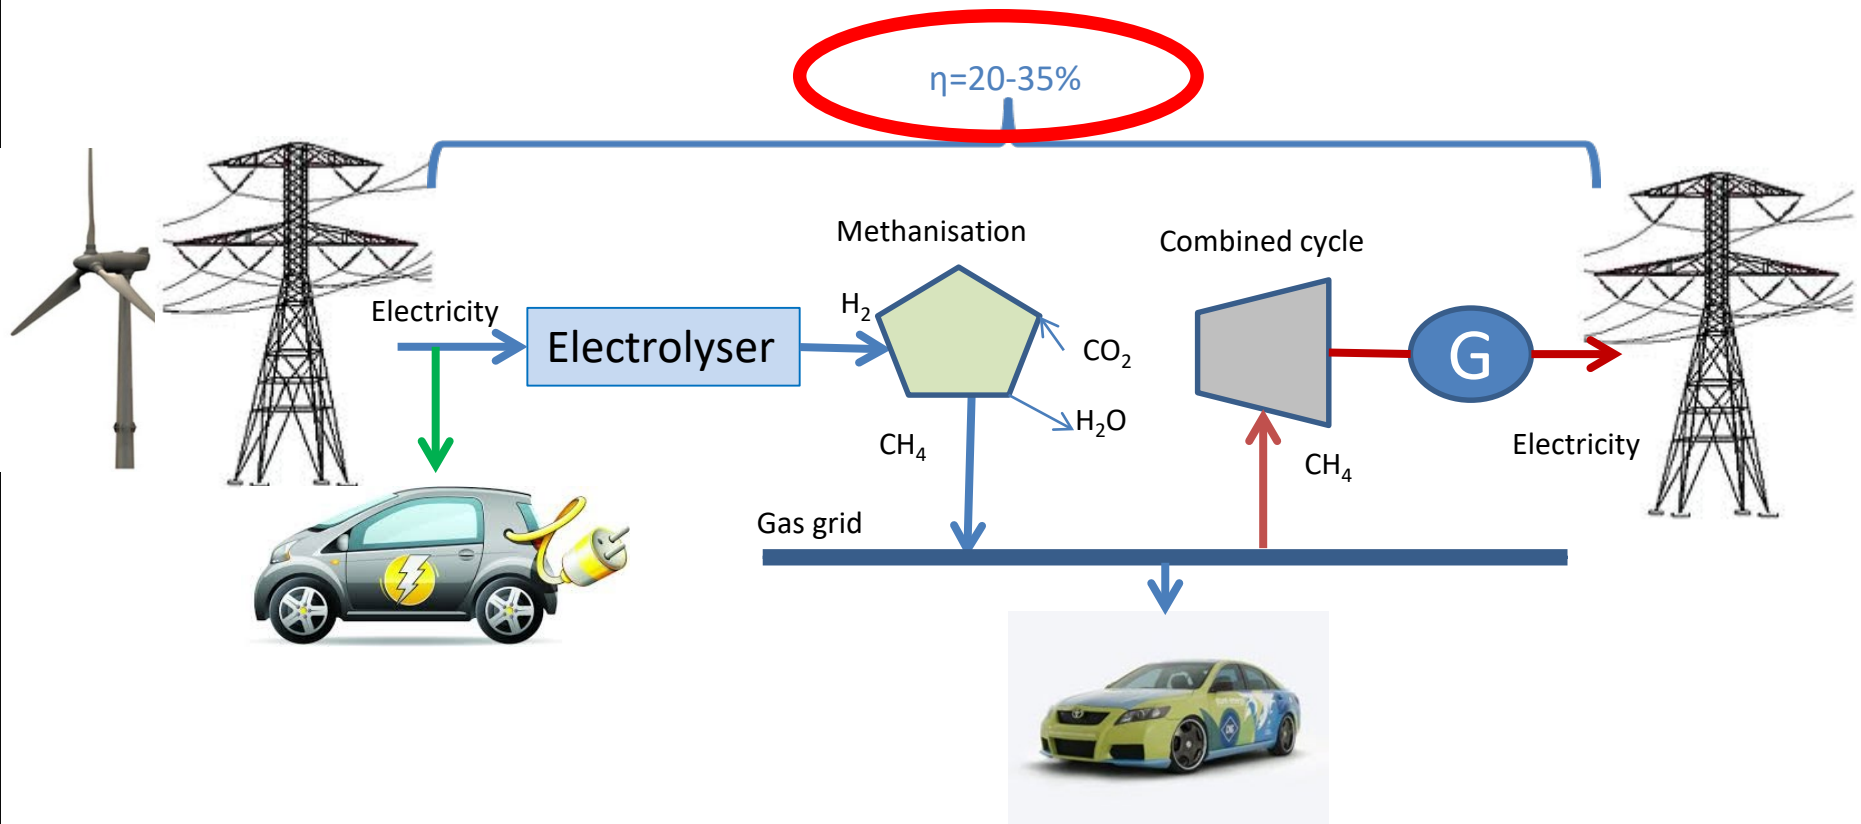 η=20-35%
Methanisation
Combined cycle
Electricity
H₂
Electrolyser
CO₂
G
H₂O
CH₄
Electricity
CH₄
Gas grid